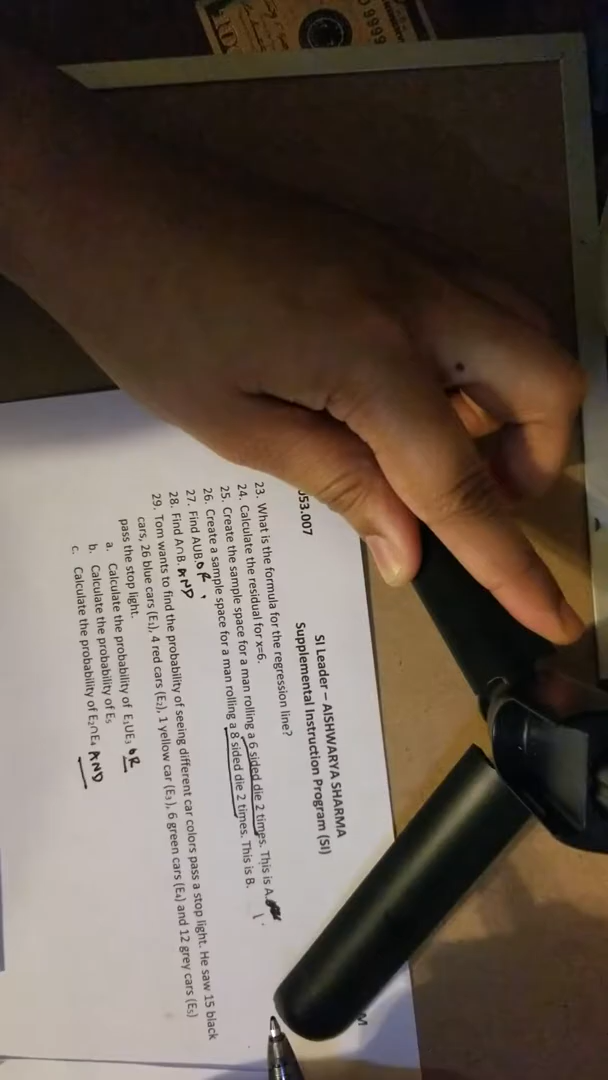 9999
053.007
SI Leader – AISHWARYA SHARMA
Supplemental Instruction Program (SI)
23. What is the formula for the regression line?
24. Calculate the residual for x=6.
25. Create the sample space for a man rolling a 6 sided die 2 times. This is A.
26. Create a sample space for a man rolling a 8 sided die 2 times. This is B.
27. Find AUB. OR
28. Find A∩B. AND
29. Tom wants to find the probability of seeing different car colors pass a stop light. He saw 15 black
cars, 26 blue cars (E₁), 4 red cars (E₂), 1 yellow car (E₃), 6 green cars (E₄) and 12 grey cars (E₅)
pass the stop light.
a. Calculate the probability of E₁UE₃ OR
b. Calculate the probability of E₅
c. Calculate the probability of E₂∩E₄ AND